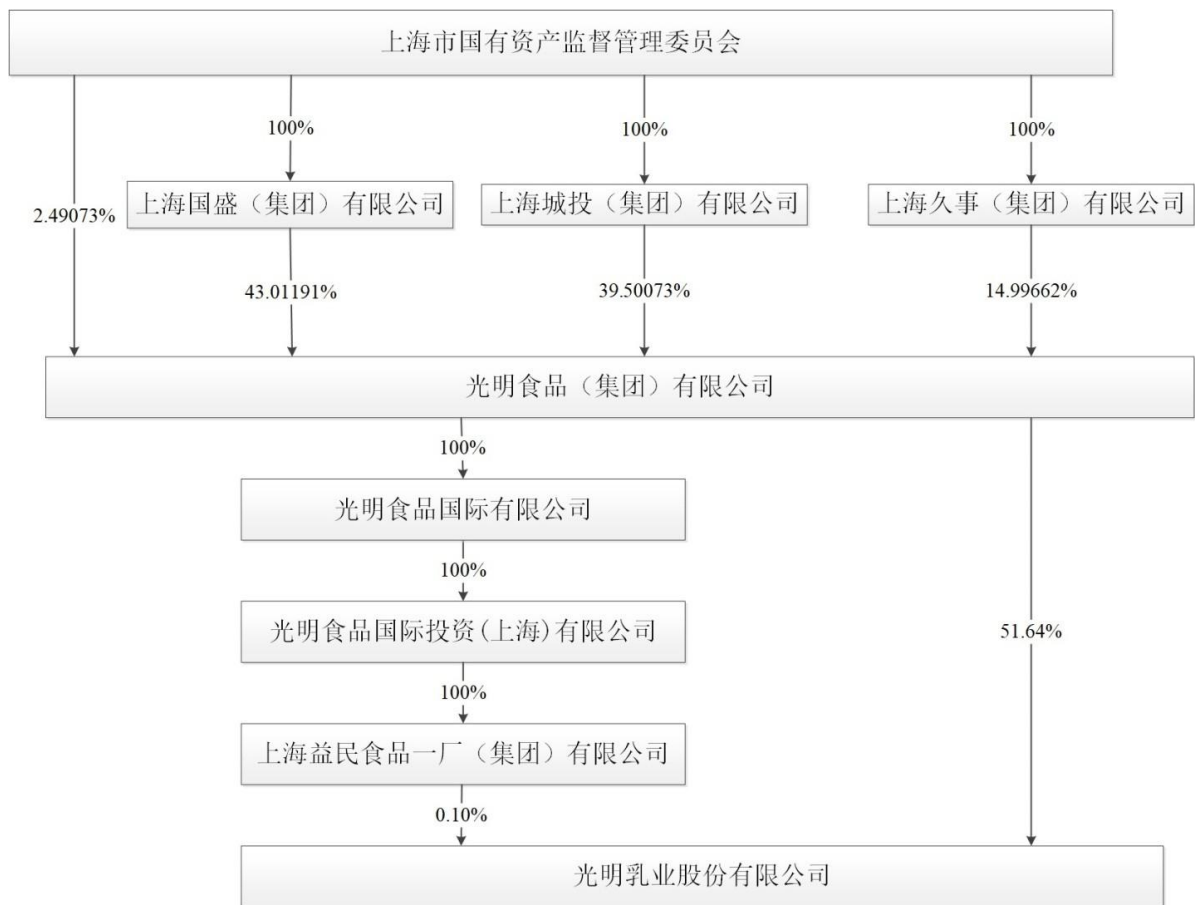 上海市国有资产监督管理委员会
100%
100%
100%
上海国盛（集团）有限公司
上海城投（集团）有限公司
上海久事（集团）有限公司
2.49073%
43.01191%
39.50073%
14.99662%
光明食品（集团）有限公司
100%
光明食品国际有限公司
100%
光明食品国际投资(上海)有限公司
51.64%
100%
上海益民食品一厂（集团）有限公司
0.10%
光明乳业股份有限公司